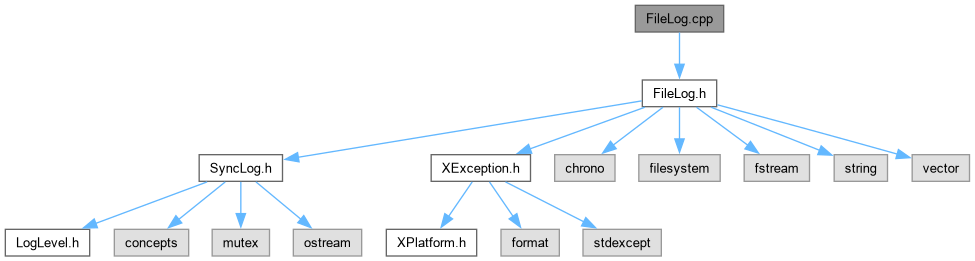 FileLog.cpp
FileLog.h
SyncLog.h
XException.h
chrono
filesystem
fstream
string
vector
LogLevel.h
concepts
mutex
ostream
XPlatform.h
format
stdexcept